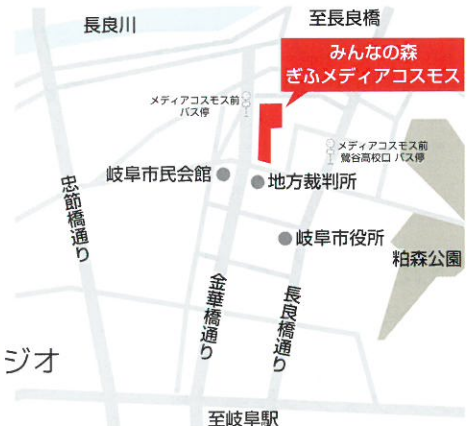 長良川
至長良橋
みんなの森
ぎふメディアコスモス
メディアコスモス前
バス停
メディアコスモス前
鶯谷高校口 バス停
岐阜市民会館
地方裁判所
忠節橋通り
岐阜市役所
粕森公園
金華橋通り
長良橋通り
ジオ
至岐阜駅